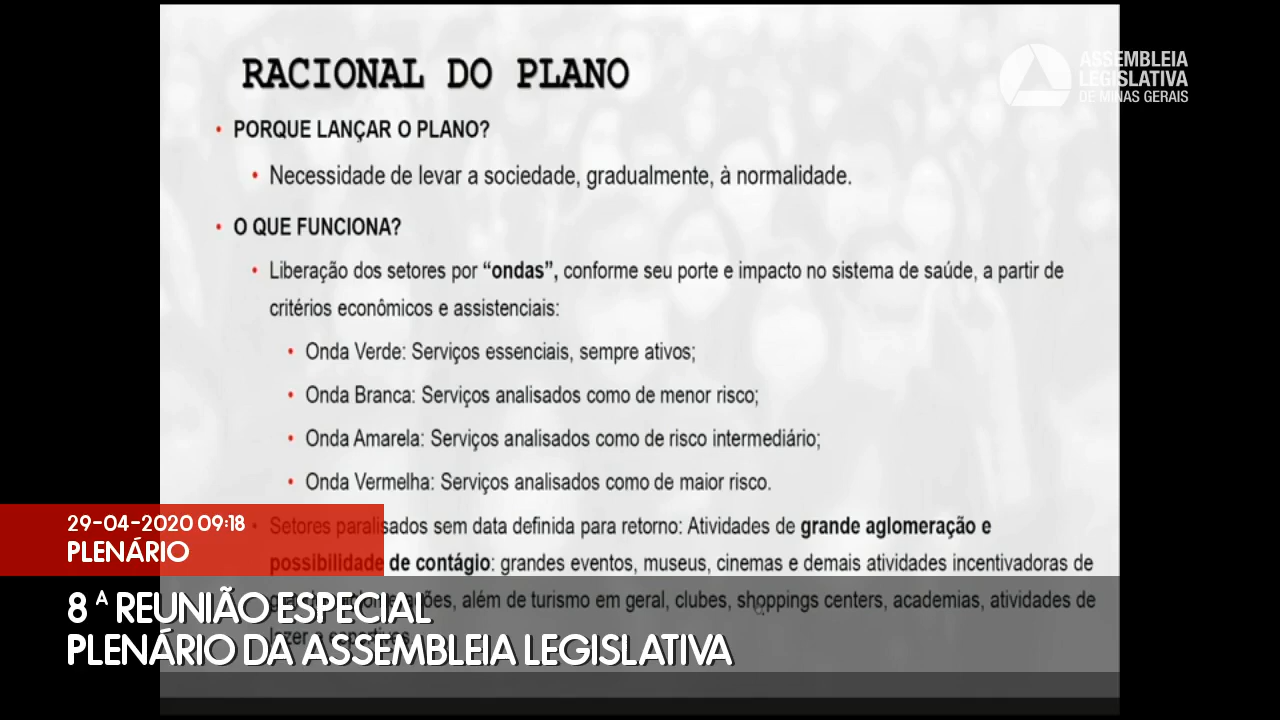 RACIONAL DO PLANO
ASSEMBLEIA
LEGISLATIVA
DE MINAS GERAIS
• PORQUE LANÇAR O PLANO?
• Necessidade de levar a sociedade, gradualmente, à normalidade.
• O QUE FUNCIONA?
• Liberação dos setores por “ondas”, conforme seu porte e impacto no sistema de saúde, a partir de
critérios econômicos e assistenciais:
• Onda Verde: Serviços essenciais, sempre ativos;
• Onda Branca: Serviços analisados como de menor risco;
• Onda Amarela: Serviços analisados como de risco intermediário;
• Onda Vermelha: Serviços analisados como de maior risco.
• Setores paralisados sem data definida para retorno: Atividades de grande aglomeração e
possibilidade de contágio: grandes eventos, museus, cinemas e demais atividades incentivadoras de
além de turismo em geral, clubes, shoppings centers, academias, atividades de
29-04-2020 09:18
PLENÁRIO
8 ª REUNIÃO ESPECIAL
PLENÁRIO DA ASSEMBLEIA LEGISLATIVA